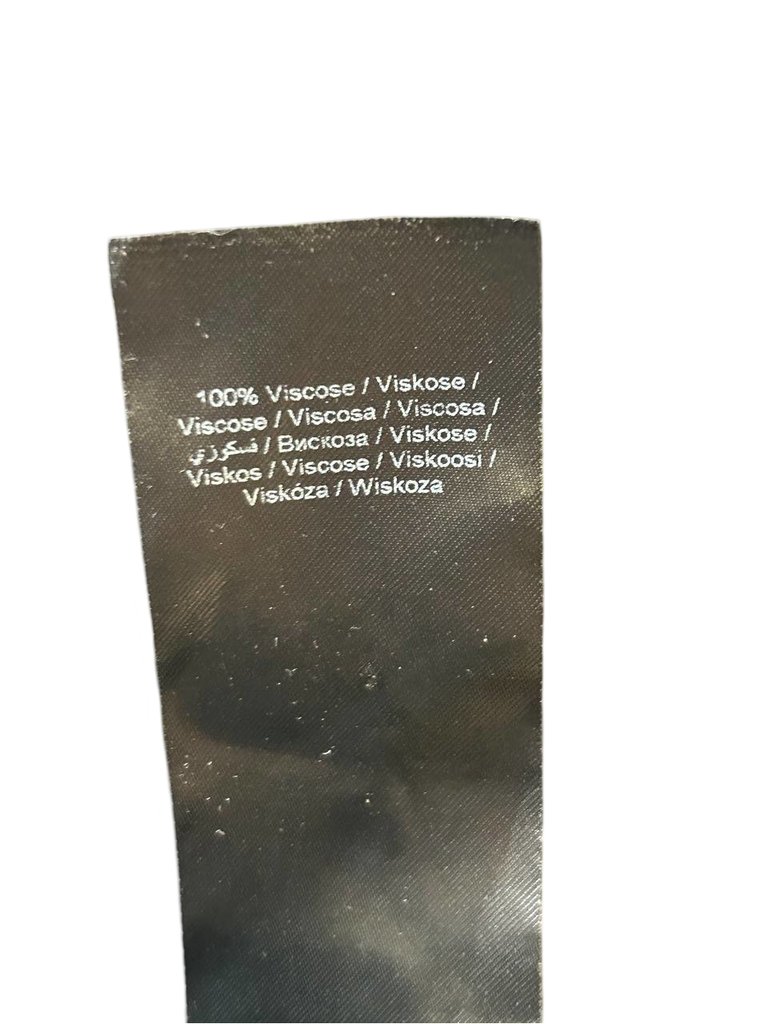 100% Viscose / Viskose /
Viscose / Viscosa / Viscosa /
فسكوزي / Вискоза / Viskose /
Viskos / Viscose / Viskoosi /
Viskóza / Wiskoza